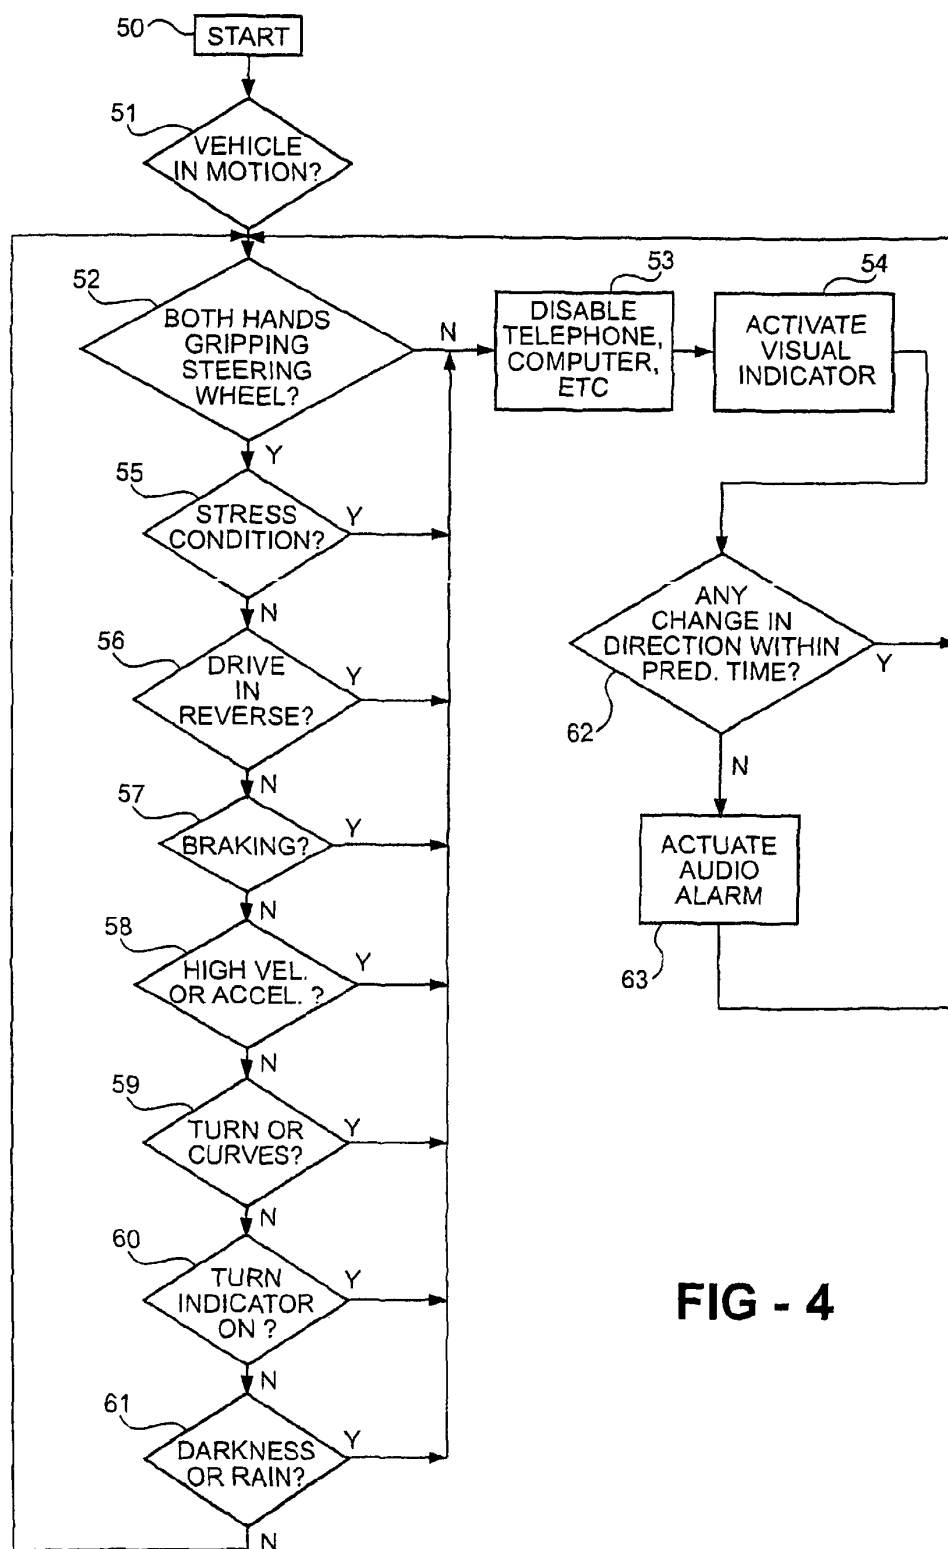 50
START
51
VEHICLE
IN MOTION?
52
BOTH HANDS
GRIPPING
STEERING
WHEEL?
N
Y
53
DISABLE
TELEPHONE,
COMPUTER,
ETC
54
ACTIVATE
VISUAL
INDICATOR
55
STRESS
CONDITION?
Y
N
56
DRIVE
IN
REVERSE?
Y
N
57
BRAKING?
Y
N
58
HIGH VEL.
OR ACCEL. ?
Y
N
59
TURN OR
CURVES?
Y
N
60
TURN
INDICATOR
ON ?
Y
N
61
DARKNESS
OR RAIN?
Y
N
ANY
CHANGE IN
DIRECTION WITHIN
PRED. TIME?
Y
62
N
ACTUATE
AUDIO
ALARM
63
FIG - 4